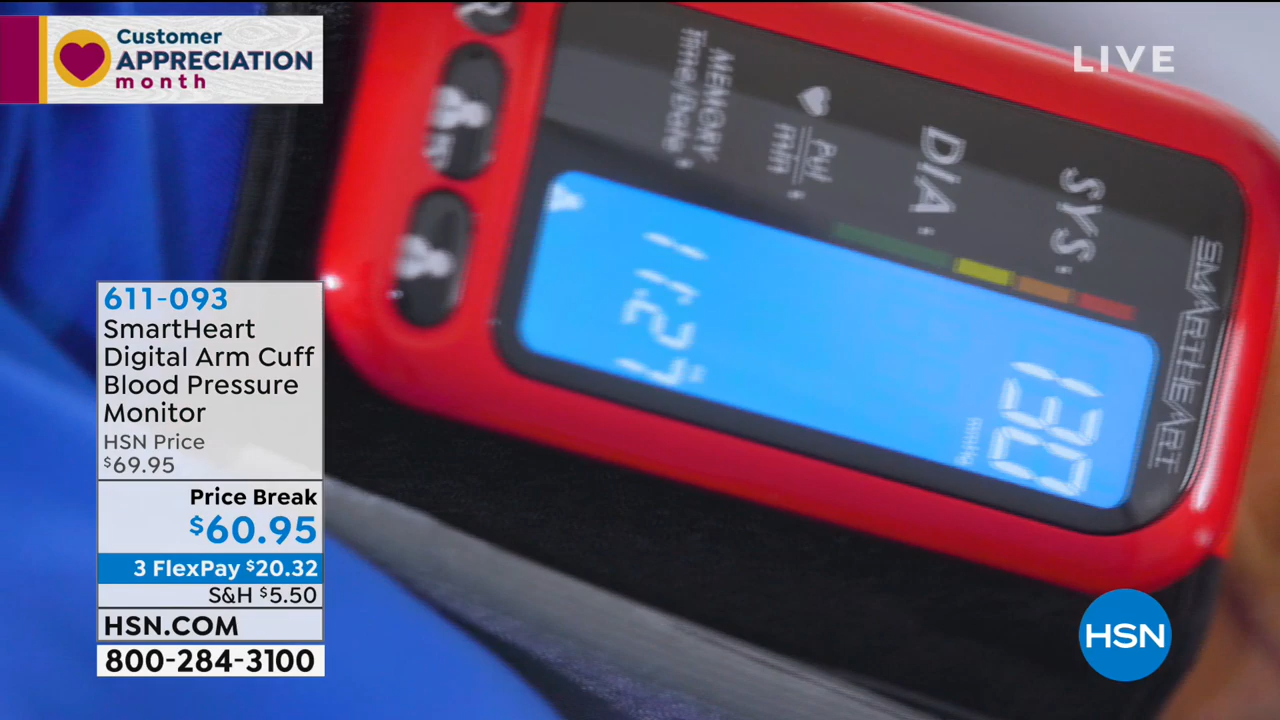 Customer
APPRECIATION
month
LIVE
MEMORY
Time/Date
Pul
min
DIA.
SYS.
SMARTHEART
130
mmHg
611-093
SmartHeart
Digital Arm Cuff
Blood Pressure
Monitor
HSN Price
$69.95
Price Break
$60.95
3 FlexPay $20.32
S&H $5.50
HSN.COM
800-284-3100
HSN